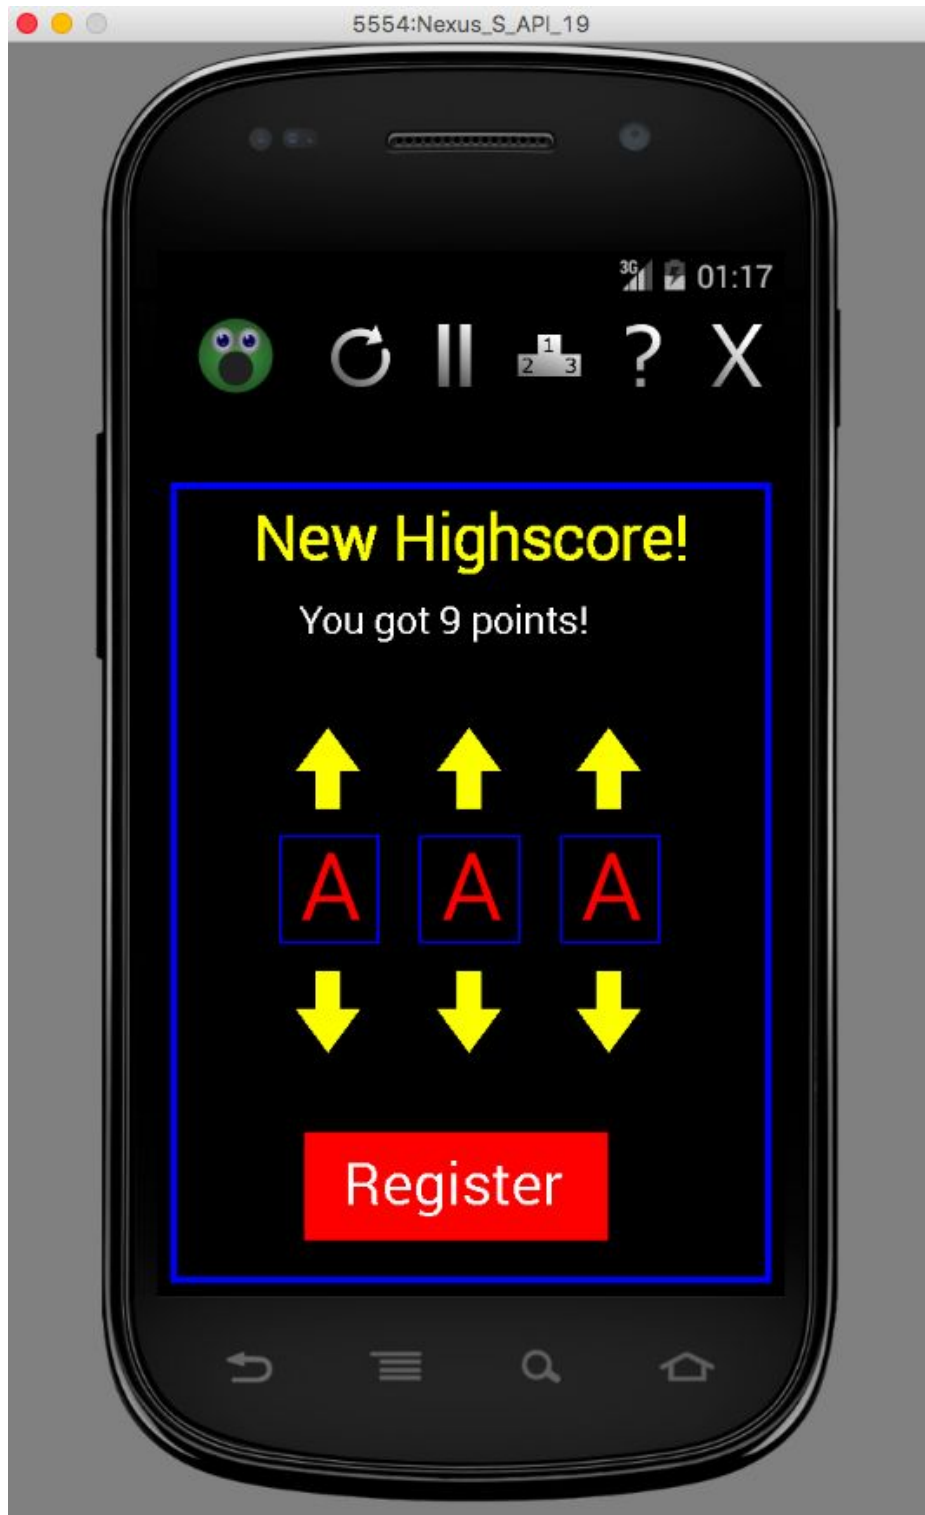 5554:Nexus_S_API_19
3G 01:17
1
2 3 ? X
New Highscore!
You got 9 points!
A A A
Register